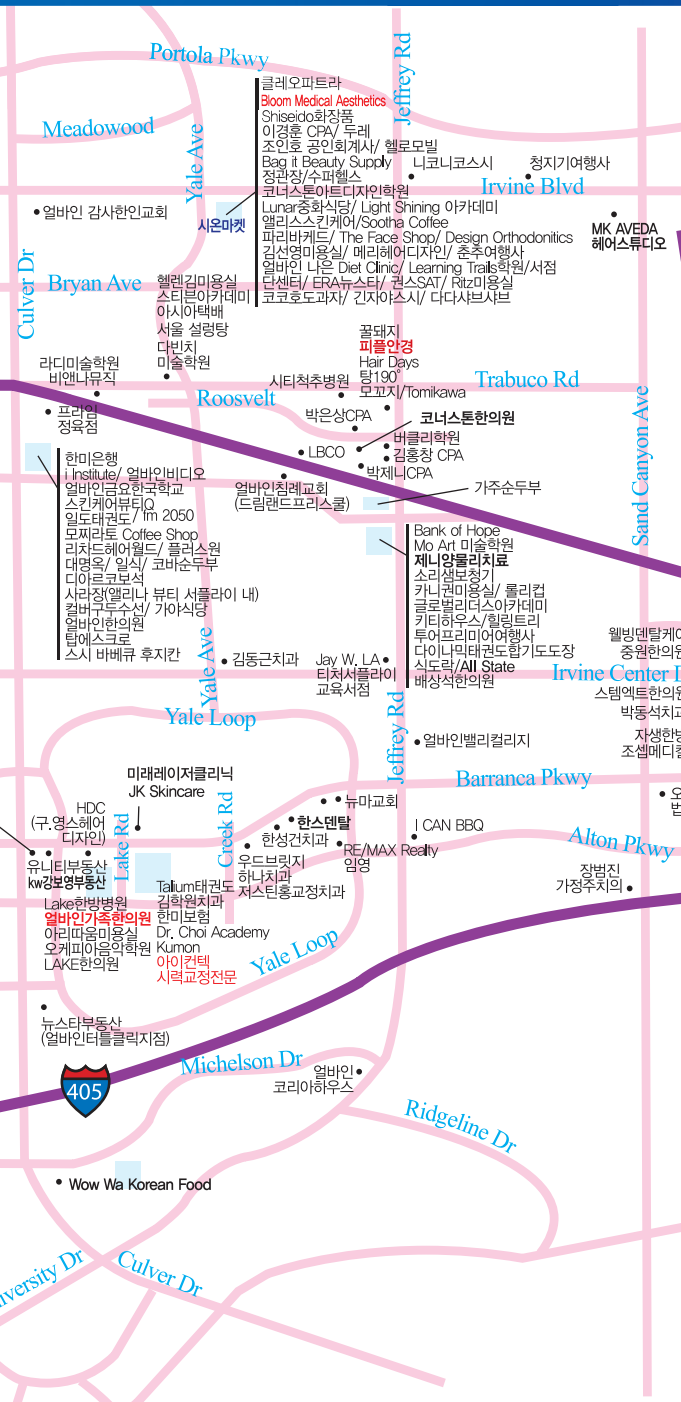 Portola Pkwy
Jeffrey Rd
Meadowood
Yale Ave
클레오파트라
Bloom Medical Aesthetics
Shiseido화장품
이경훈 CPA/ 두레
조인호 공인회계사/ 헬로모빌
Bag it Beauty Supply
정관장/수퍼헬스
코너스톤아트디자인학원
Lunar중화식당/ Light Shining 아카데미
앨리스스킨케어/Sootha Coffee
파리바케트/ The Face Shop/ Design Orthodonitics
김선영미용실/ 메리헤어디자인/ 춘추여행사
얼바인 나은 Diet Clinic/ Learning Trails학원/서점
단센터/ ERA뉴스타/ 권스SAT/ Ritz미용실
코코호도과자/ 긴자야스시/ 다다샤브샤브
니코니코스시
청지기여행사
Irvine Blvd
얼바인 감사한인교회
시온마켓
MK AVEDA
헤어스튜디오
Culver Dr
Bryan Ave
헬렌김미용실
스티븐아카데미
아시아택배
서울 설렁탕
다빈치
미술학원
꿀돼지
피플안경
Hair Days
탕190°
모꼬지/Tomikawa
라디미술학원
비앤나뮤직
시티척추병원
Trabuco Rd
Roosvelt
프라임
정육점
박은상CPA
코너스톤한의원
버클리학원
LBCO
김홍창 CPA
박제니CPA
Sand Canyon Ave
얼바인침례교회
(드림랜드프리스쿨)
가주순두부
한미은행
i Institute/ 얼바인비디오
얼바인금요한국학교
스킨케어뷰티Q
일도태권도/ fm 2050
모찌라토 Coffee Shop
리차드헤어월드/ 플러스원
대명옥/ 일식/ 코바순두부
디아르코보석
사라장(앨리나 뷰티 서플라이 내)
컬버구두수선/ 가야식당
얼바인한의원
탑에스크로
스시 바베큐 후지칸
Bank of Hope
Mo Art 미술학원
제니양물리치료
소리샘보청기
카니권미용실/ 롤리컵
글로벌리더스아카데미
키티하우스/힐링트리
투어프리미어여행사
다이나믹태권도합기도도장
식도락/All State
배상석한의원
Yale Ave
김동근치과
Jay W. LA
티처서플라이
교육서점
웰빙덴탈케어
중원한의원
Irvine Center D
스템엑트한의원
박동석치과
자생한방
조셉메디컬
Yale Loop
Jeffrey Rd
얼바인밸리컬리지
미래레이저클리닉
JK Skincare
Barranca Pkwy
HDC
(구.영스헤어
디자인)
Lake Rd
Creek Rd
뉴마교회
한스덴탈
한성건치과
I CAN BBQ
오
법
Alton Pkwy
유니티부동산
kw강보영부동산
우드브릿지
하나치과
저스틴홍교정치과
RE/MAX Realty
임영
장범진
가정주치의
Lake한방병원
얼바인가족한의원
아리따움미용실
오케피아음악학원
LAKE한의원
Talium태권도
김학원치과
한미보험
Dr. Choi Academy
Kumon
아이컨텍
시력교정전문
Yale Loop
뉴스타부동산
(얼바인터틀클릭지점)
Michelson Dr
405
얼바인
코리아하우스
Ridgeline Dr
Wow Wa Korean Food
iversity Dr
Culver Dr